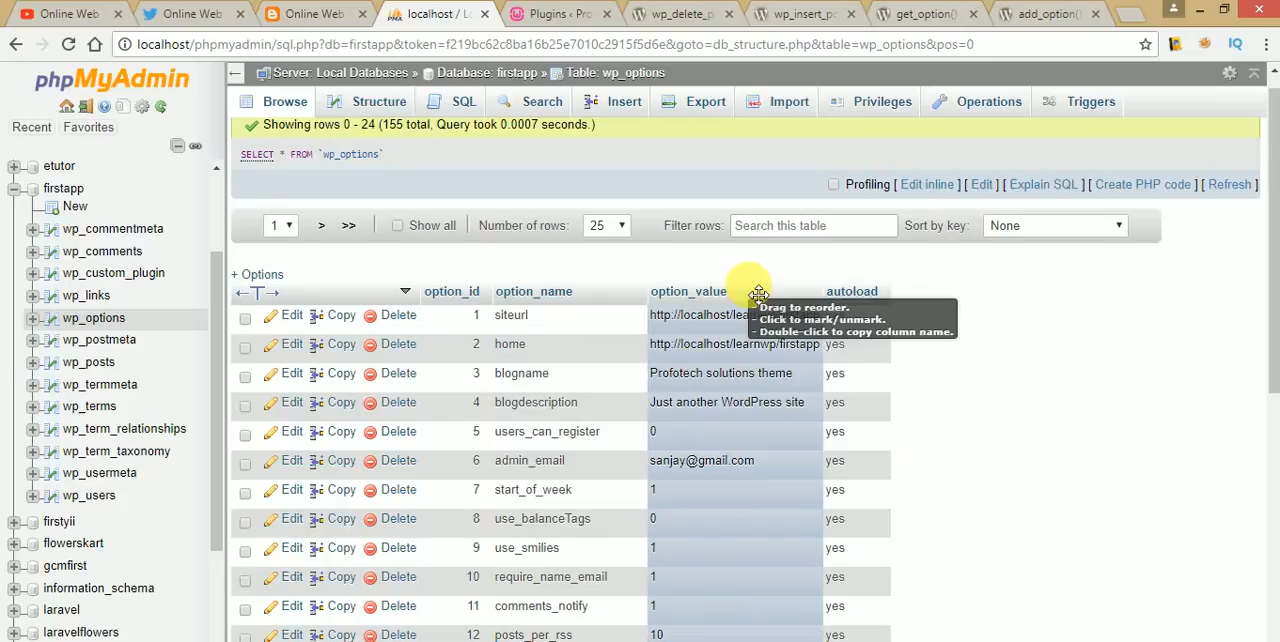 Online Web
Online Web
Online Web
localhost / Lo
Plugins ‹ Pro
wp_delete_p
wp_insert_po
get_option()
add_option()
localhost/phpmyadmin/sql.php?db=firstapp&token=f219b62c8ba16b25e7010c2915f5d6e&goto=db_structure.php&table=wp_options&pos=0
IQ
phpMyAdmin
Recent Favorites
etutor
firstapp
New
wp_commentmeta
wp_comments
wp_custom_plugin
wp_links
wp_options
wp_postmeta
wp_posts
wp_termmeta
wp_terms
wp_term_relationships
wp_term_taxonomy
wp_usermeta
wp_users
firstyii
flowerskart
gcmfirst
information_schema
laravel
laravelflowers
Server: Local Databases » Database: firstapp » Table: wp_options
Browse Structure SQL Search Insert Export Import Privileges Operations Triggers
Showing rows 0 - 24 (155 total, Query took 0.0007 seconds.)
SELECT * FROM `wp_options`
Profiling [ Edit inline ] [ Edit ] [ Explain SQL ] [ Create PHP code ] [ Refresh ]
1 > >> Show all Number of rows: 25 Filter rows: Search this table Sort by key: None
+ Options
option_id option_name option_value autoload
Drag to reorder.
- Click to mark/unmark.
- Double-click to copy column name.
Edit Copy Delete 1 siteurl http://localhost/lea
Edit Copy Delete 2 home http://localhost/learnwp/firstapp yes
Edit Copy Delete 3 blogname Profotech solutions theme yes
Edit Copy Delete 4 blogdescription Just another WordPress site yes
Edit Copy Delete 5 users_can_register 0 yes
Edit Copy Delete 6 admin_email sanjay@gmail.com yes
Edit Copy Delete 7 start_of_week 1 yes
Edit Copy Delete 8 use_balanceTags 0 yes
Edit Copy Delete 9 use_smilies 1 yes
Edit Copy Delete 10 require_name_email 1 yes
Edit Copy Delete 11 comments_notify 1 yes
Edit Copy Delete 12 posts_per_rss 10 yes